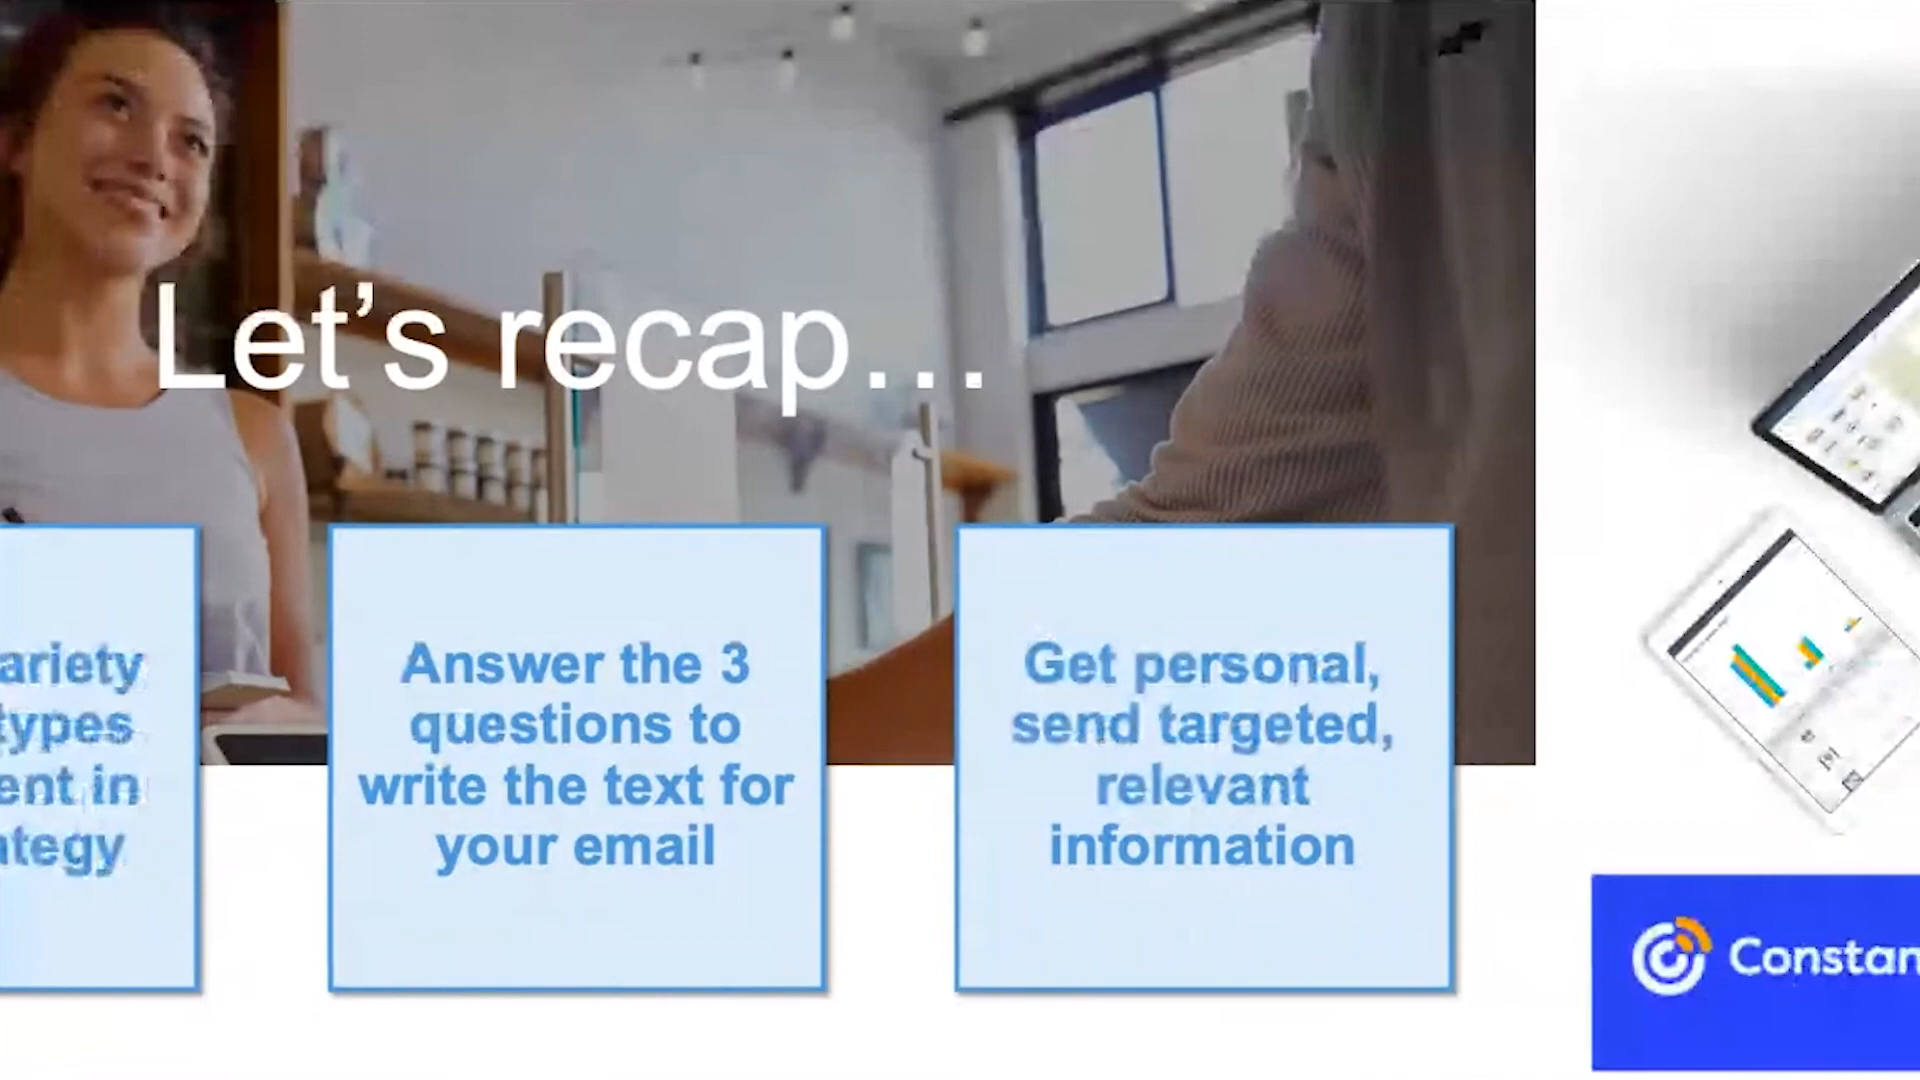 Let's recap...
ariety
types
ent in
ategy
Answer the 3
questions to
write the text for
your email
Get personal,
send targeted,
relevant
information
Constan